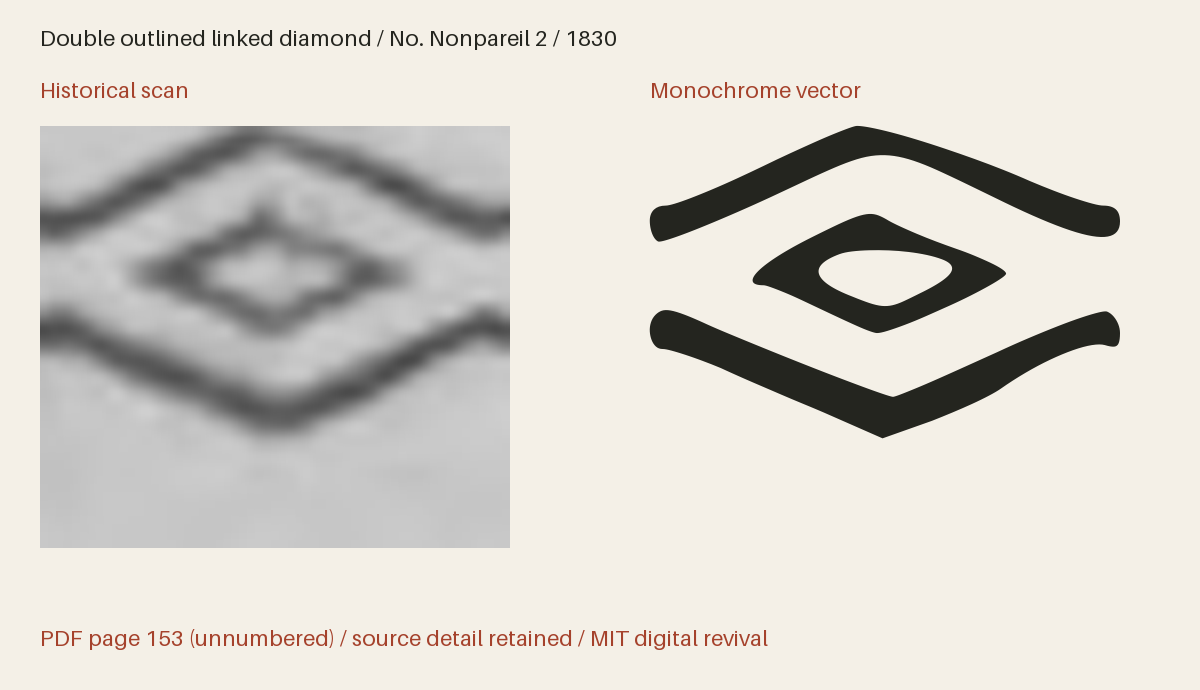 Double outlined linked diamond / No. Nonpareil 2 / 1830
Historical scan
Monochrome vector
PDF page 153 (unnumbered) / source detail retained / MIT digital revival